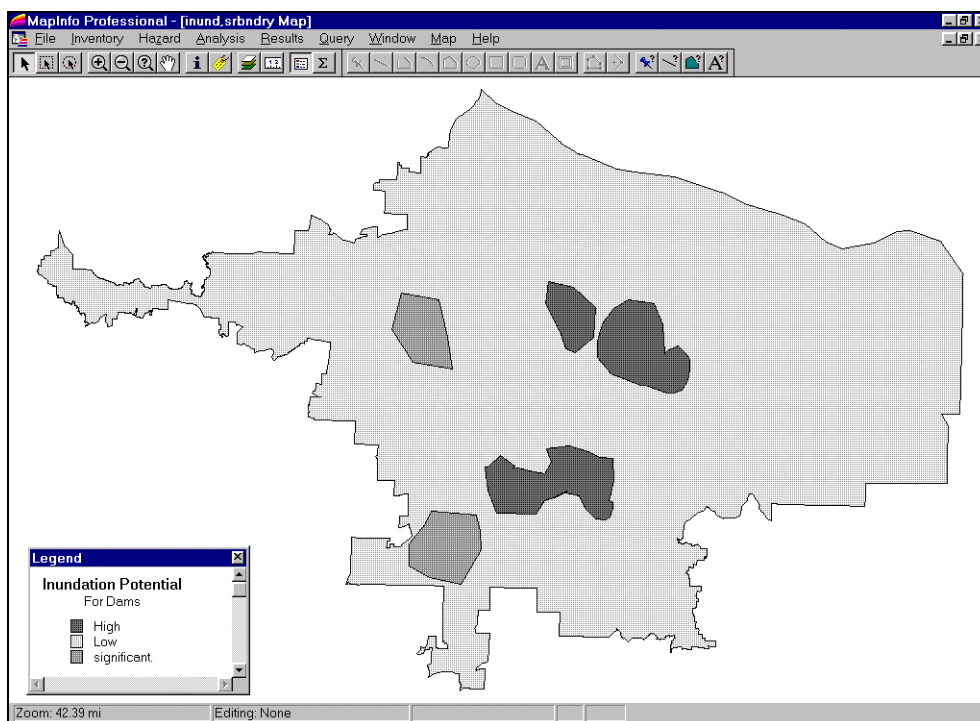 MapInfo Professional - [inund,srbndry Map]
File Inventory Hazard Analysis Results Query Window Map Help
Legend
Inundation Potential
For Dams
High
Low
significant.
Zoom: 42.39 mi Editing: None